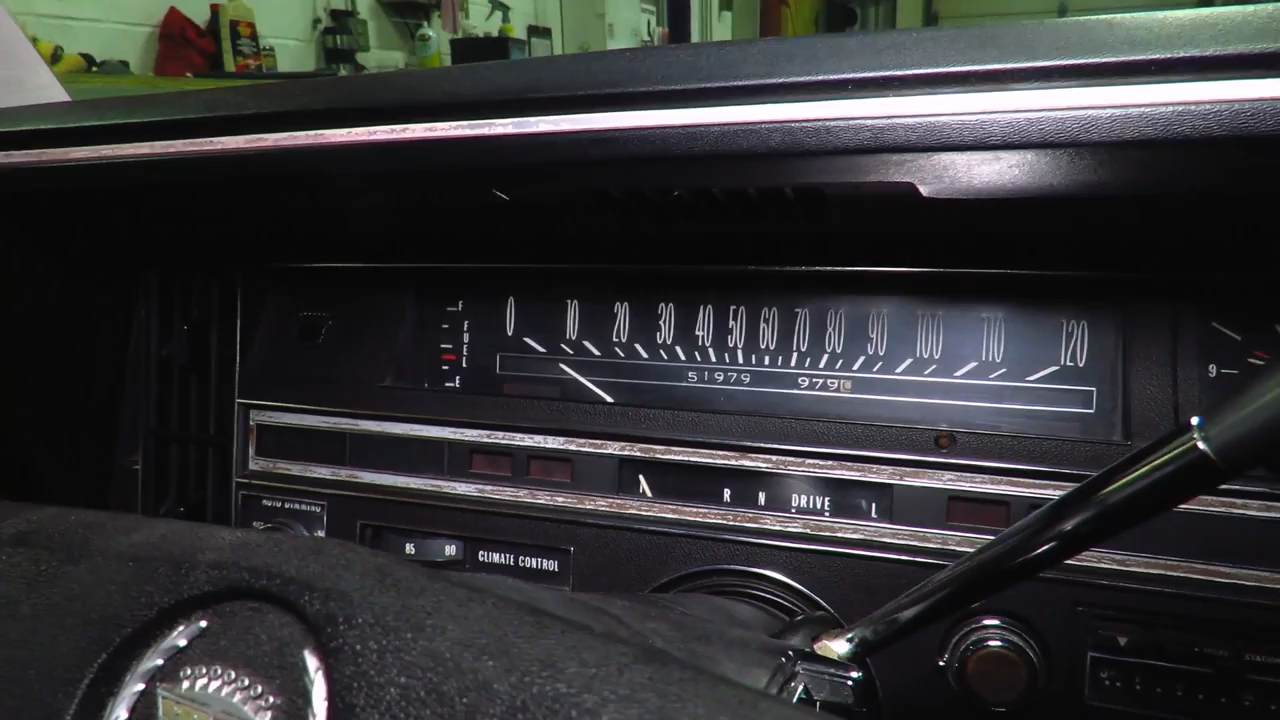 F
FUEL
E
0 10 20 30 40 50 60 70 80 90 100 110 120
51979 979
9
R N DRIVE L
AUTO DIMMING
85 80 CLIMATE CONTROL